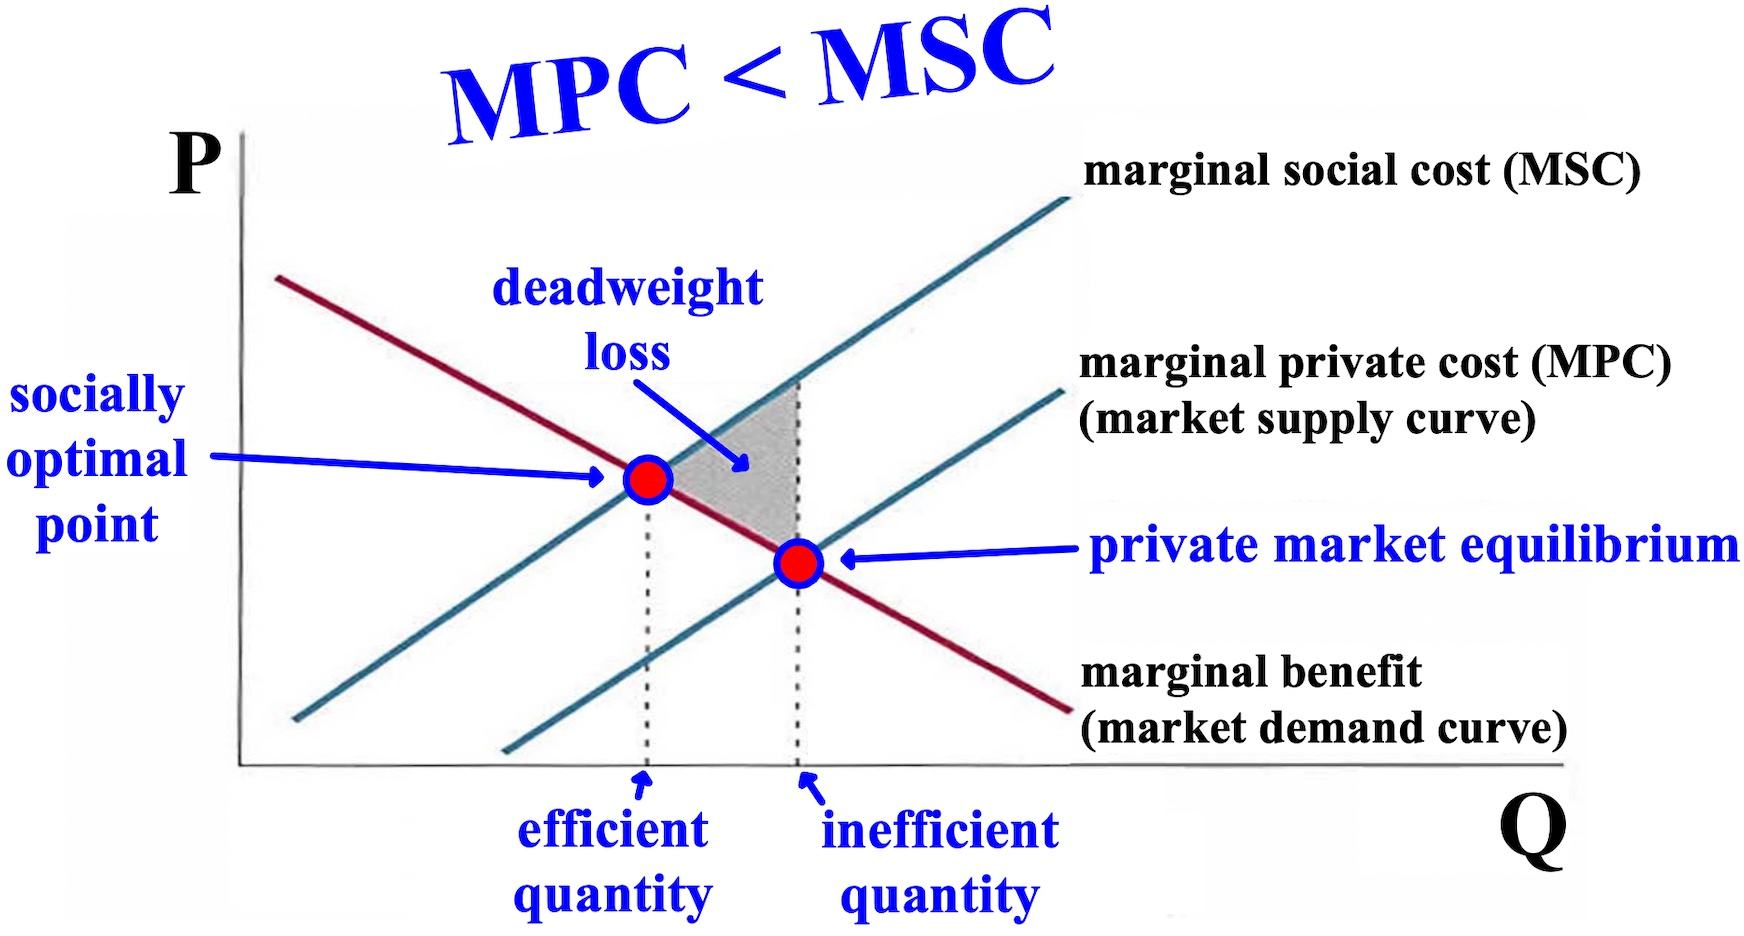 MPC < MSC
P
marginal social cost (MSC)
deadweight
loss
marginal private cost (MPC)
(market supply curve)
socially
optimal
point
private market equilibrium
marginal benefit
(market demand curve)
efficient
quantity
inefficient
quantity
Q